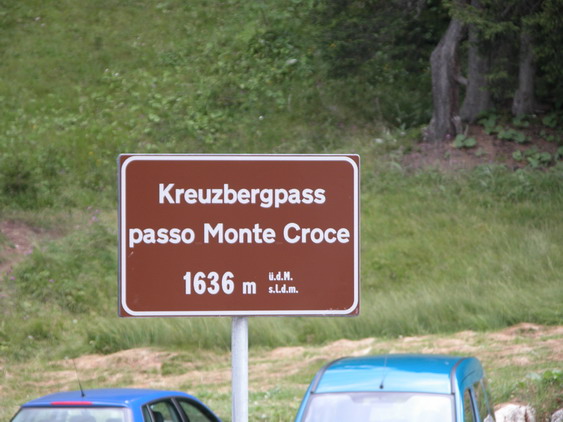 Kreuzbergpass
passo Monte Croce
1636 m ü.d.M.
s.l.d.m.